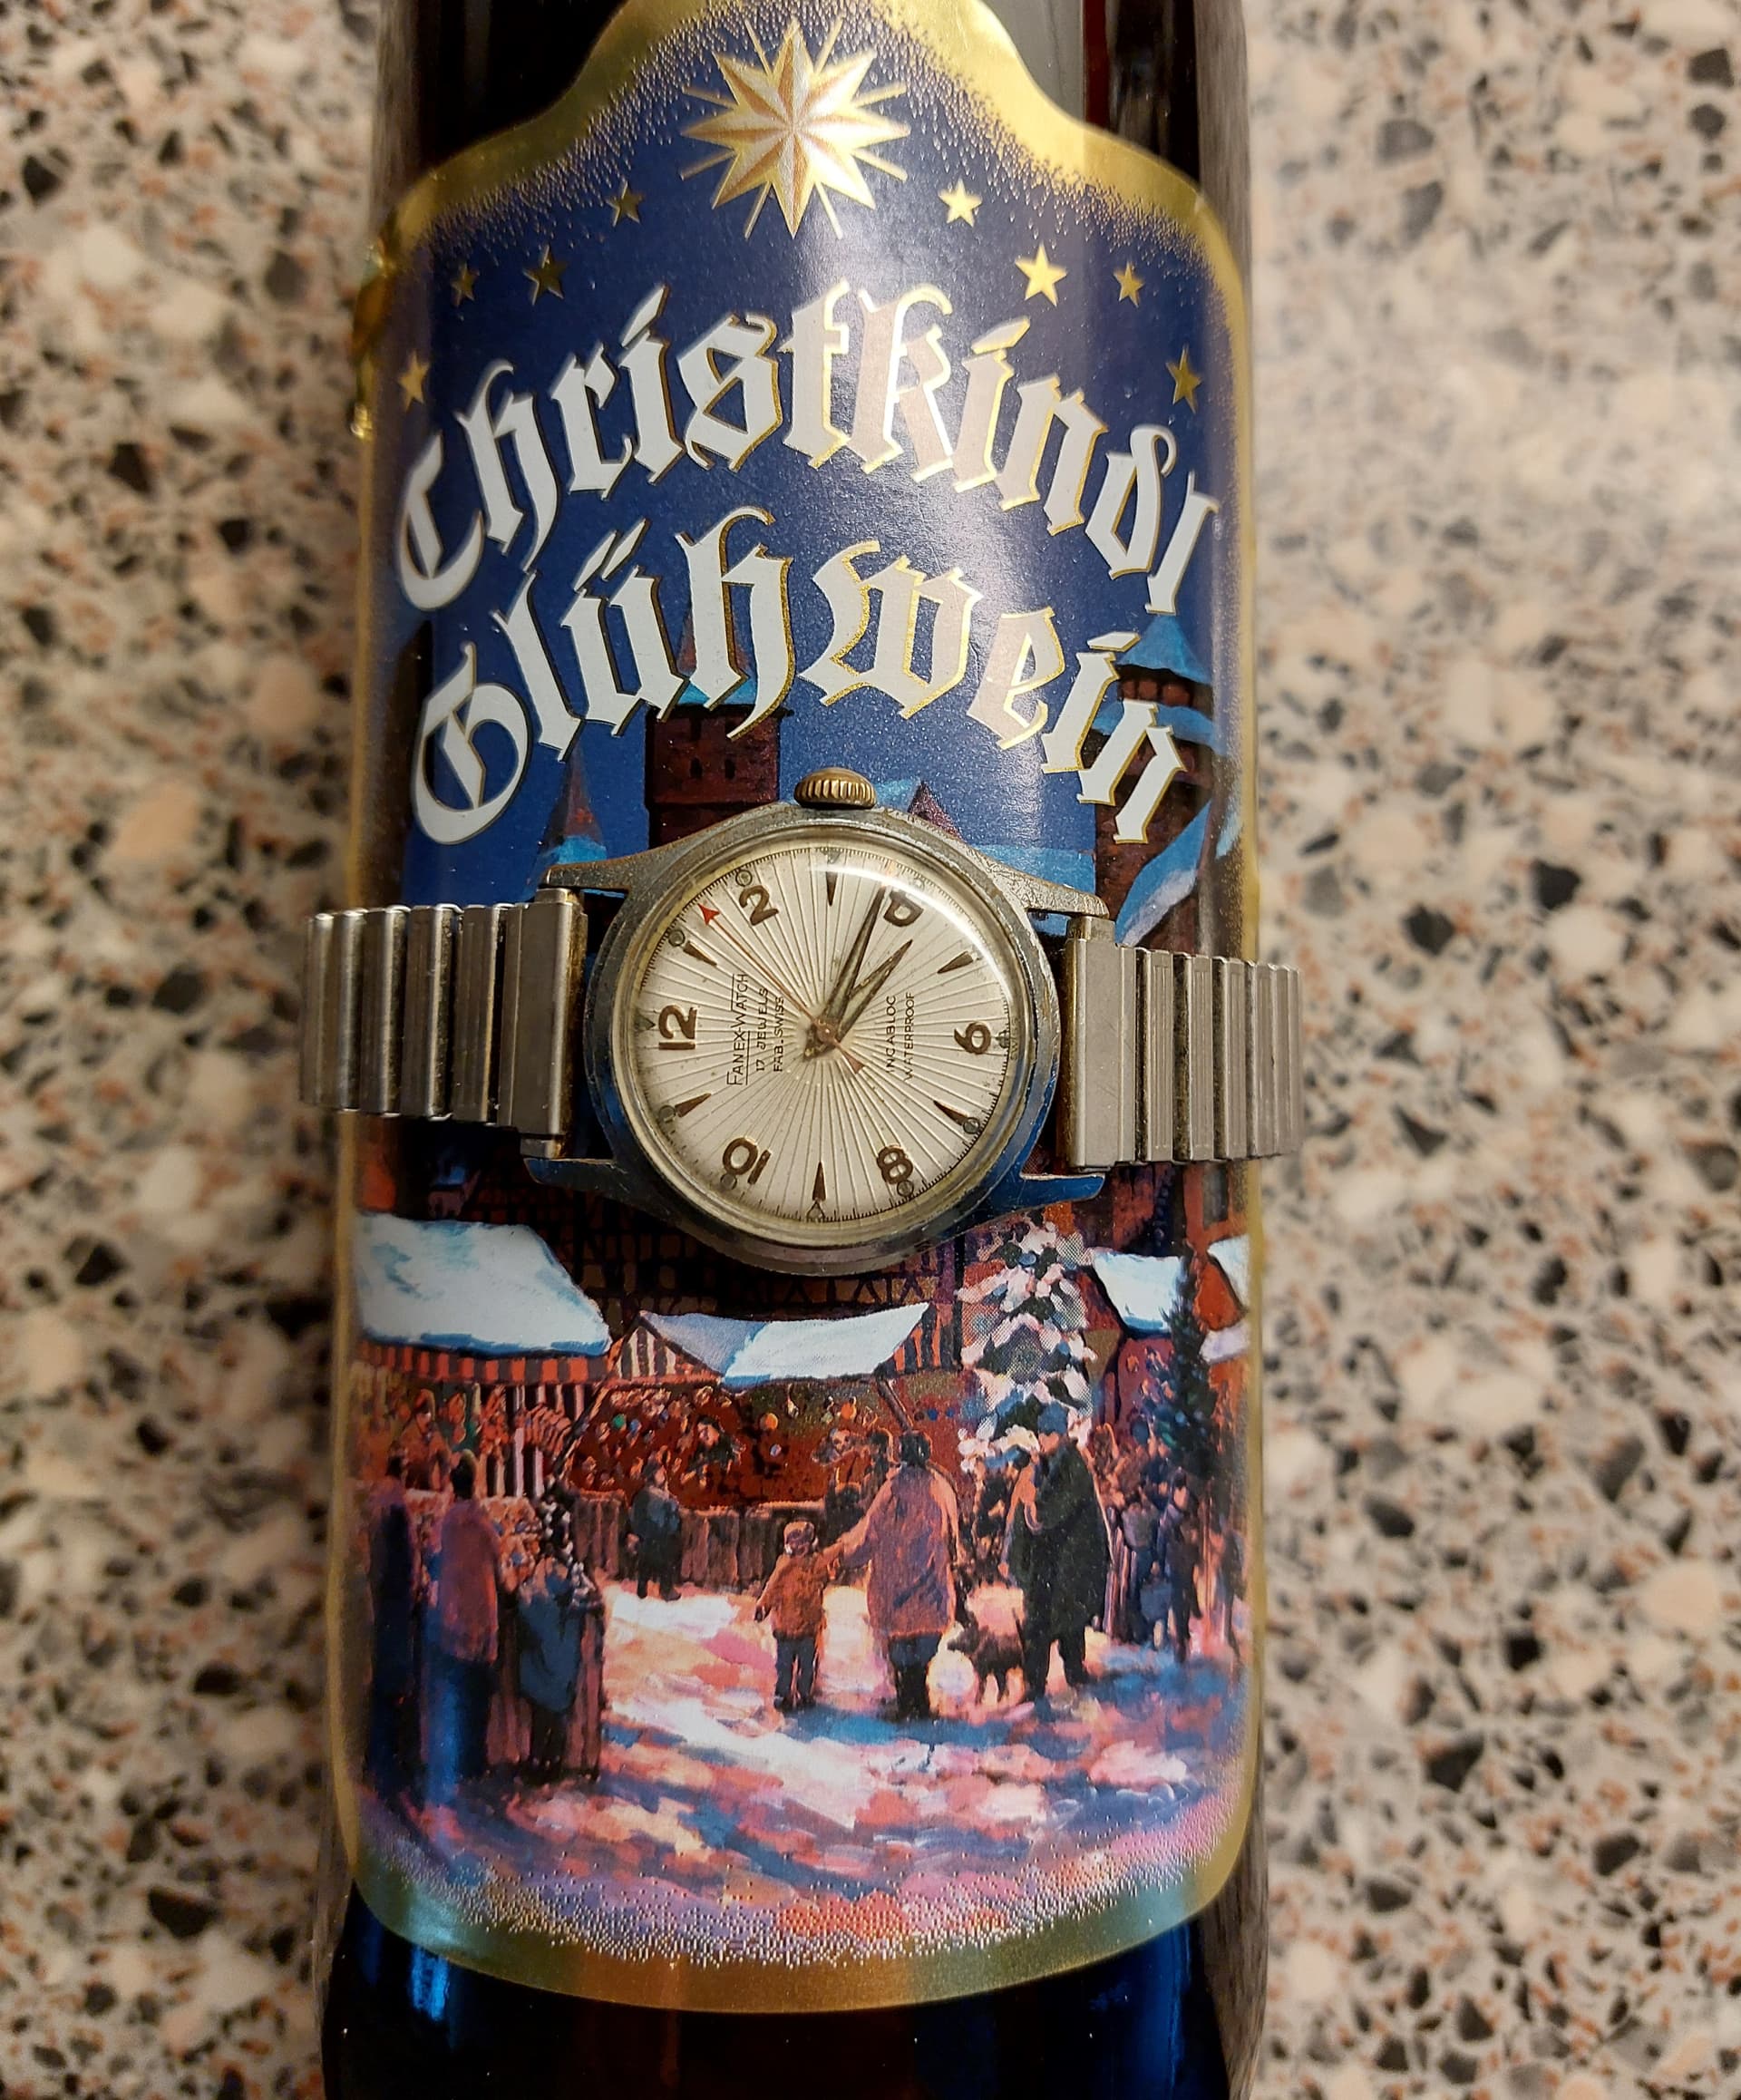 Christkindl
Glühwein
2
4
12
6
10
8
FANEX-WATCH
17 JEWELS
FAB. SWISS
INCABLOC
WATERPROOF